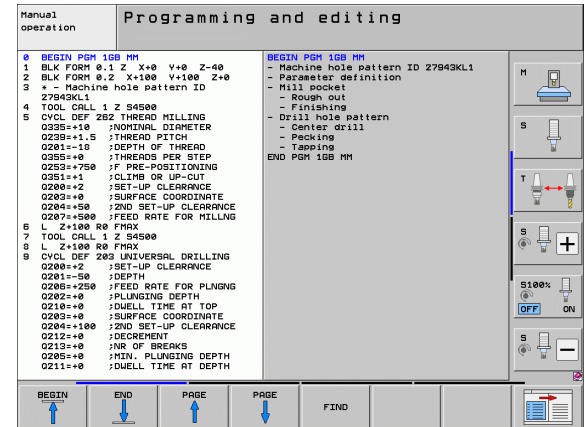 Manual
operation
Programming and editing
0 BEGIN PGM 1GB MM
1 BLK FORM 0.1 Z X+0 Y+0 Z-40
2 BLK FORM 0.2 X+100 Y+100 Z+0
3 * - Machine hole pattern ID
27943KL1
4 TOOL CALL 1 Z S4500
5 CYCL DEF 262 THREAD MILLING
Q335=+10 ;NOMINAL DIAMETER
Q239=+1.5 ;THREAD PITCH
Q201=-18 ;DEPTH OF THREAD
Q355=+0 ;THREADS PER STEP
Q253=+750 ;F PRE-POSITIONING
Q351=+1 ;CLIMB OR UP-CUT
Q200=+2 ;SET-UP CLEARANCE
Q203=+0 ;SURFACE COORDINATE
Q204=+50 ;2ND SET-UP CLEARANCE
Q207=+500 ;FEED RATE FOR MILLNG
6 L Z+100 R0 FMAX
7 TOOL CALL 1 Z S4500
8 L Z+100 R0 FMAX
9 CYCL DEF 203 UNIVERSAL DRILLING
Q200=+2 ;SET-UP CLEARANCE
Q201=-50 ;DEPTH
Q206=+250 ;FEED RATE FOR PLNGNG
Q202=+0 ;PLUNGING DEPTH
Q210=+0 ;DWELL TIME AT TOP
Q203=+0 ;SURFACE COORDINATE
Q204=+100 ;2ND SET-UP CLEARANCE
Q212=+0 ;DECREMENT
Q213=+0 ;NR OF BREAKS
Q205=+0 ;MIN. PLUNGING DEPTH
Q211=+0 ;DWELL TIME AT DEPTH
BEGIN PGM 1GB MM
- Machine hole pattern ID 27943KL1
- Parameter definition
- Mill pocket
- Rough out
- Finishing
- Drill hole pattern
- Center drill
- Pecking
- Tapping
END PGM 1GB MM
M
S
T
S
+
S100%
OFF ON
S
-
BEGIN
END
PAGE
PAGE
FIND